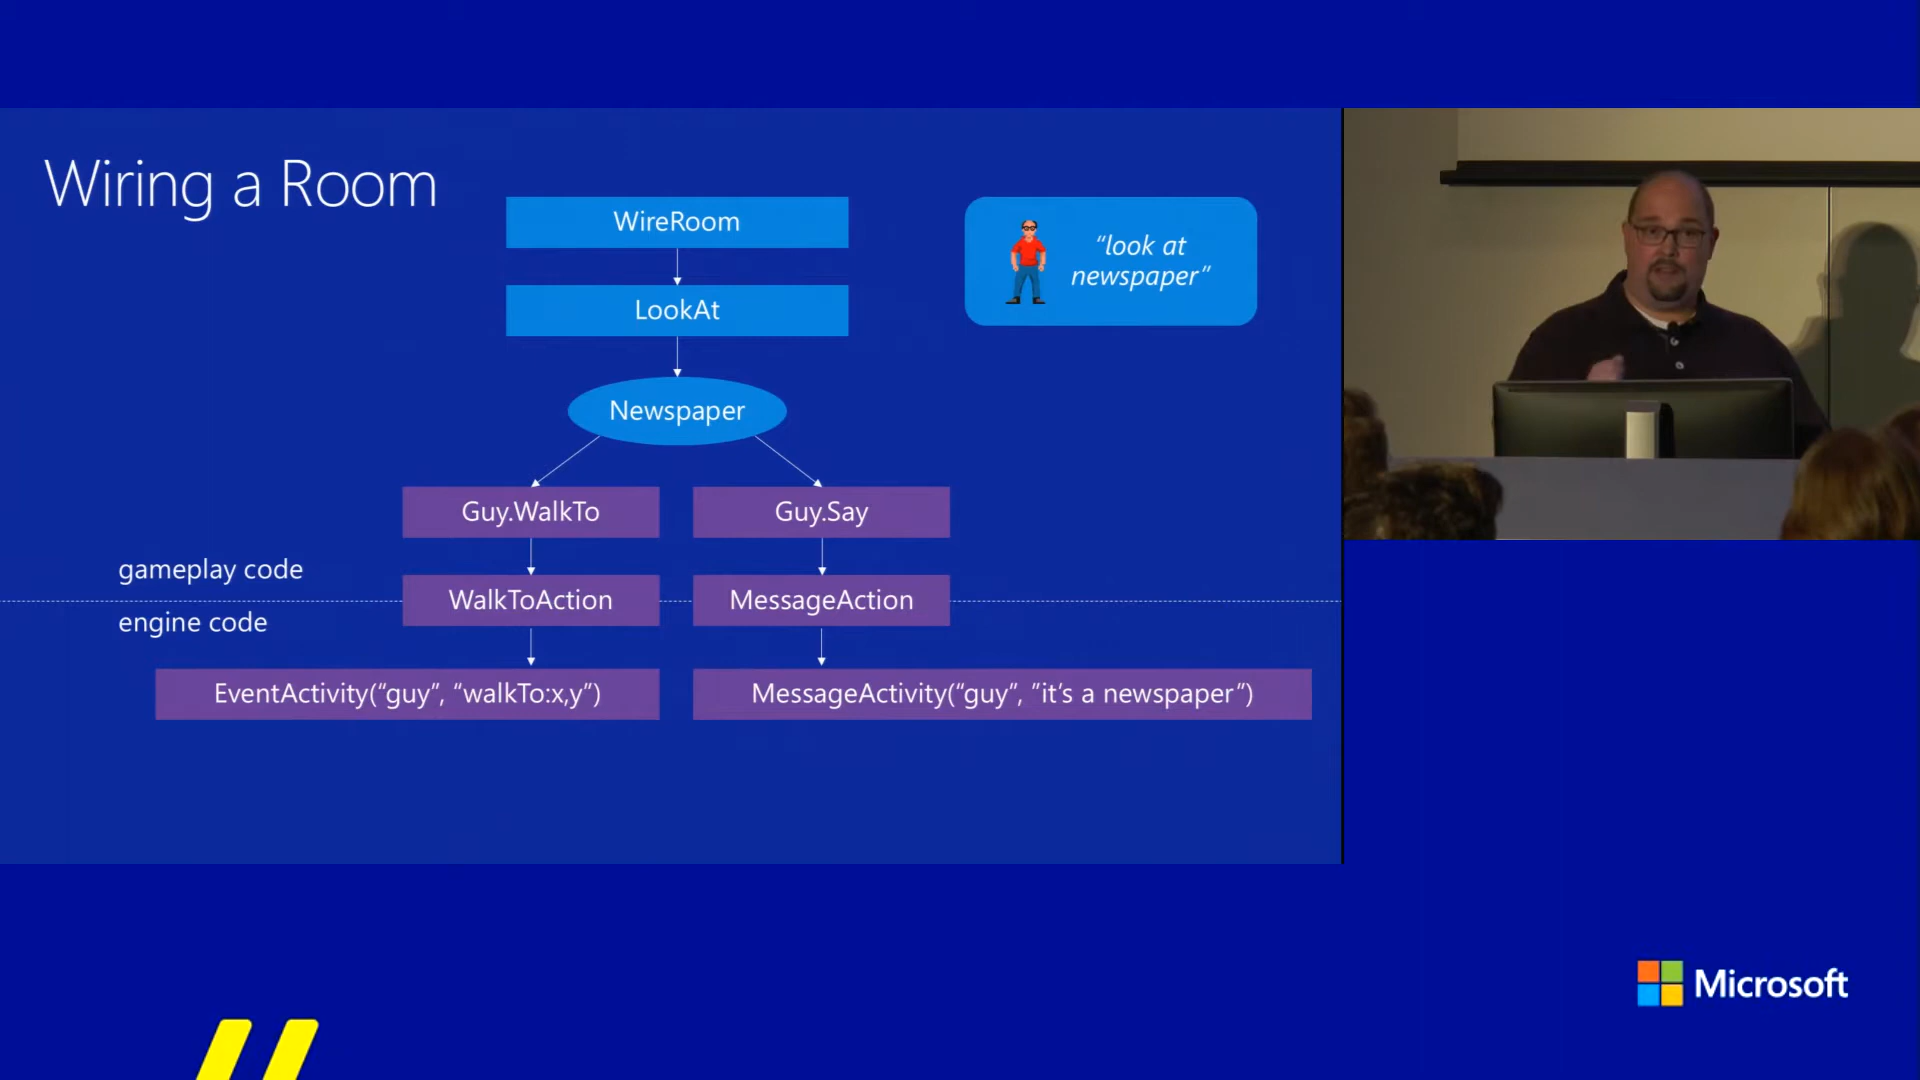 Wiring a Room
WireRoom
LookAt
“look at
newspaper”
Newspaper
Guy.WalkTo
Guy.Say
gameplay code
WalkToAction
MessageAction
engine code
EventActivity(“guy”, “walkTo:x,y”)
MessageActivity(“guy”, ”it’s a newspaper”)
Microsoft